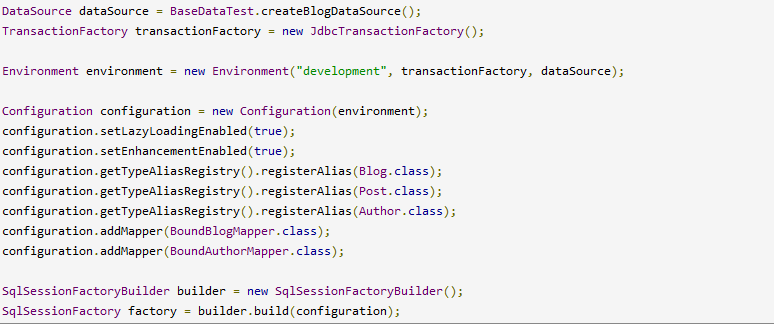 DataSource dataSource = BaseDataTest.createBlogDataSource();
TransactionFactory transactionFactory = new JdbcTransactionFactory();
Environment environment = new Environment("development", transactionFactory, dataSource);
Configuration configuration = new Configuration(environment);
configuration.setLazyLoadingEnabled(true);
configuration.setEnhancementEnabled(true);
configuration.getTypeAliasRegistry().registerAlias(Blog.class);
configuration.getTypeAliasRegistry().registerAlias(Post.class);
configuration.getTypeAliasRegistry().registerAlias(Author.class);
configuration.addMapper(BoundBlogMapper.class);
configuration.addMapper(BoundAuthorMapper.class);
SqlSessionFactoryBuilder builder = new SqlSessionFactoryBuilder();
SqlSessionFactory factory = builder.build(configuration);